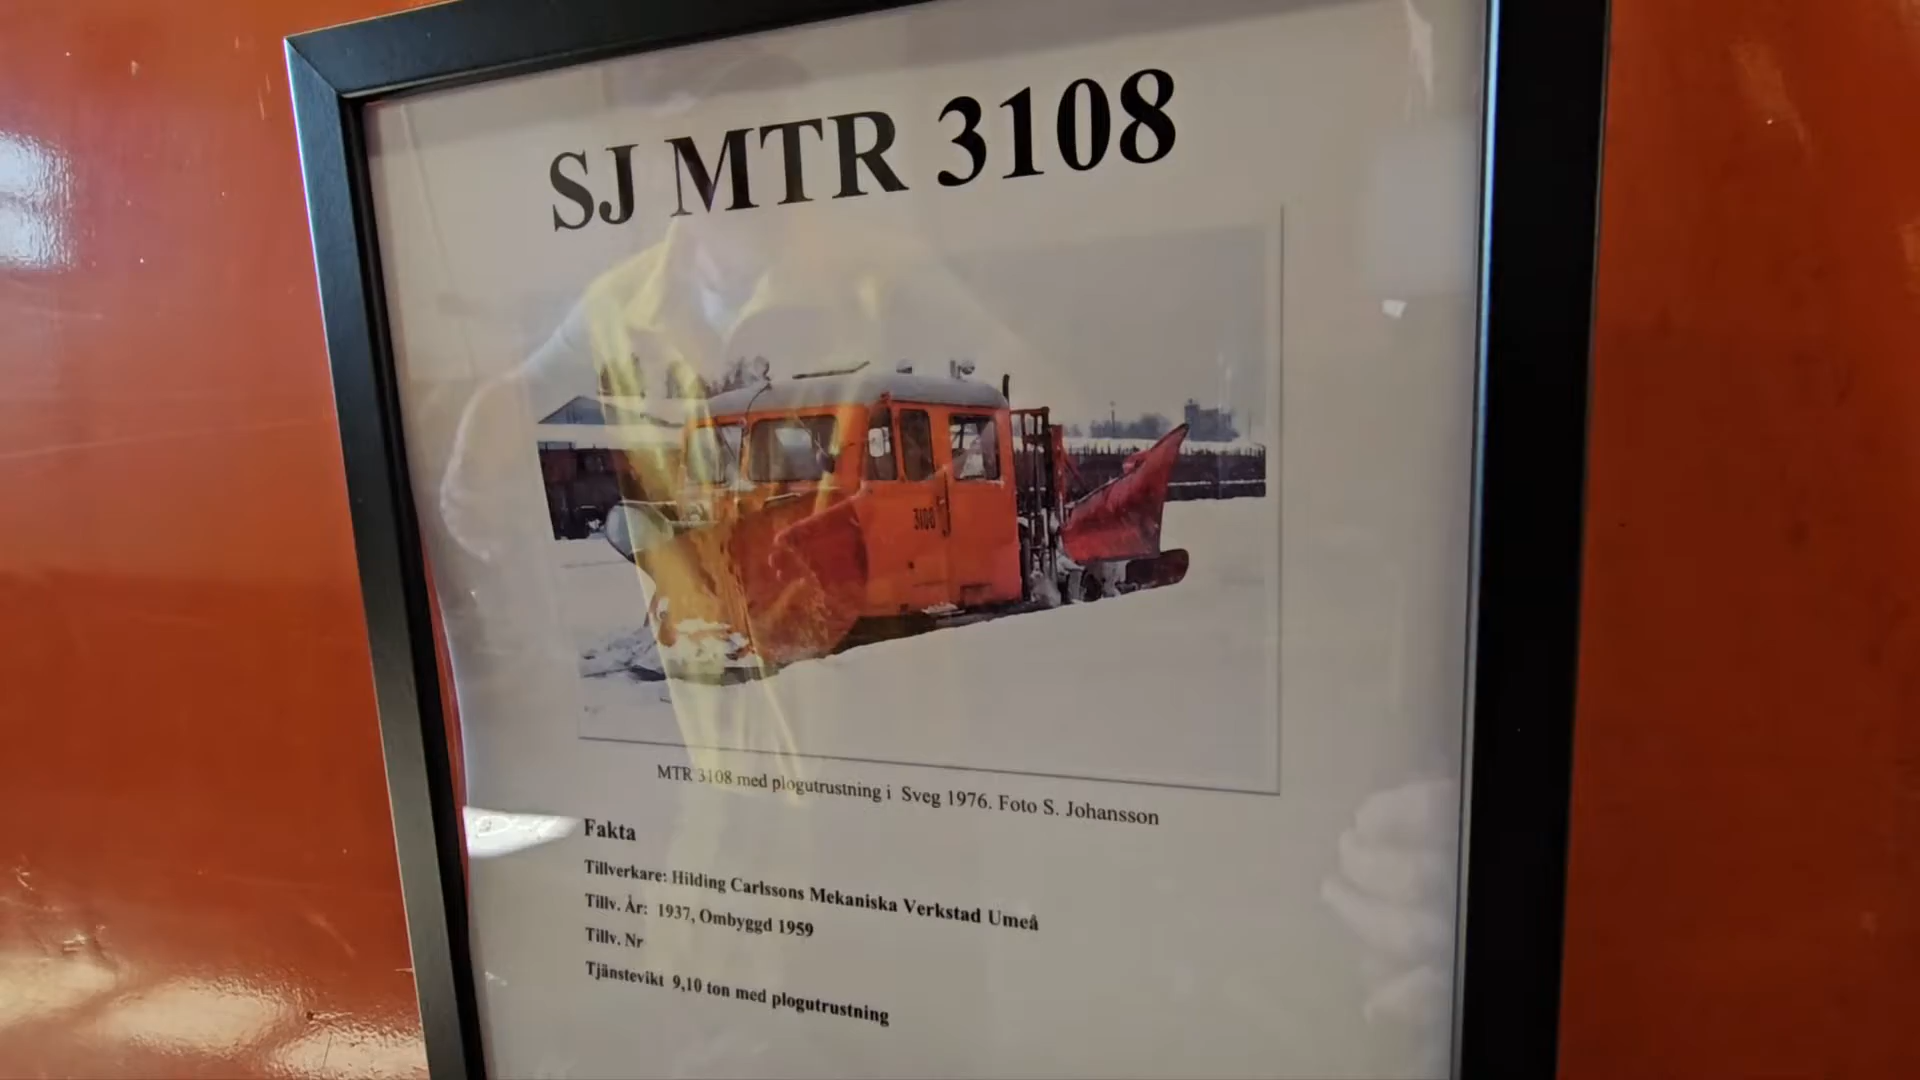 SJ MTR 3108
3108
MTR 3108 med plogutrustning i Sveg 1976. Foto S. Johansson
Fakta
Tillverkare: Hilding Carlssons Mekaniska Verkstad Umeå
Tillv. År: 1937, Ombyggd 1959
Tillv. Nr
Tjänstevikt 9,10 ton med plogutrustning